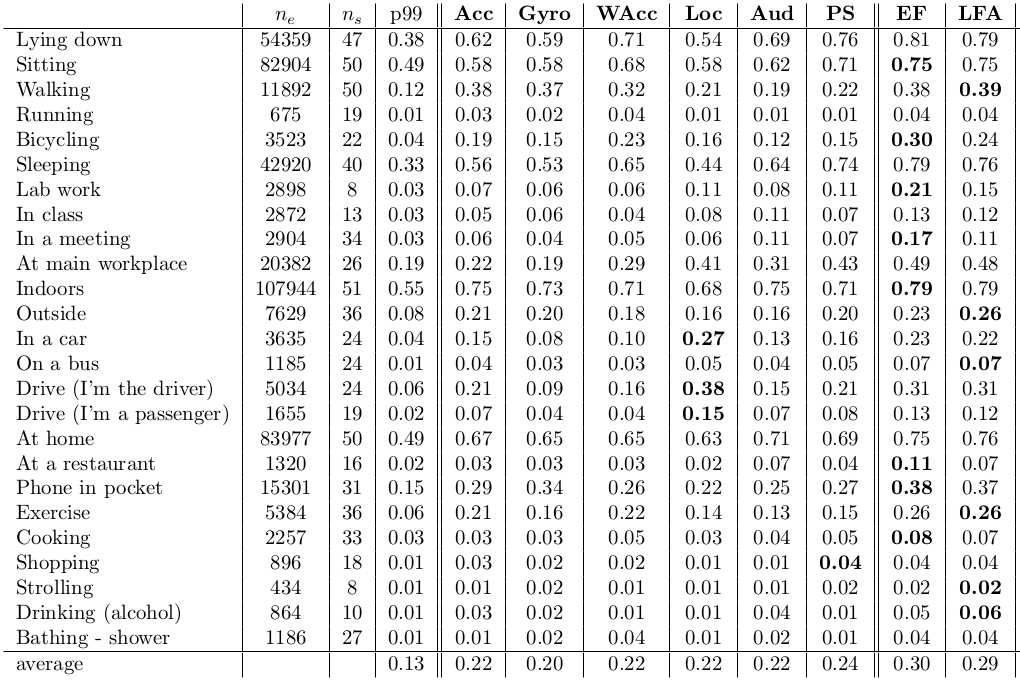 n_e n_s p99 Acc Gyro WAcc Loc Aud PS EF LFA
Lying down 54359 47 0.38 0.62 0.59 0.71 0.54 0.69 0.76 0.81 0.79
Sitting 82904 50 0.49 0.58 0.58 0.68 0.58 0.62 0.71 0.75 0.75
Walking 11892 50 0.12 0.38 0.37 0.32 0.21 0.19 0.22 0.38 0.39
Running 675 19 0.01 0.03 0.02 0.04 0.01 0.01 0.01 0.04 0.04
Bicycling 3523 22 0.04 0.19 0.15 0.23 0.16 0.12 0.15 0.30 0.24
Sleeping 42920 40 0.33 0.56 0.53 0.65 0.44 0.64 0.74 0.79 0.76
Lab work 2898 8 0.03 0.07 0.06 0.06 0.11 0.08 0.11 0.21 0.15
In class 2872 13 0.03 0.05 0.06 0.04 0.08 0.11 0.07 0.13 0.12
In a meeting 2904 34 0.03 0.06 0.04 0.05 0.06 0.11 0.07 0.17 0.11
At main workplace 20382 26 0.19 0.22 0.19 0.29 0.41 0.31 0.43 0.49 0.48
Indoors 107944 51 0.55 0.75 0.73 0.71 0.68 0.75 0.71 0.79 0.79
Outside 7629 36 0.08 0.21 0.20 0.18 0.16 0.16 0.20 0.23 0.26
In a car 3635 24 0.04 0.15 0.08 0.10 0.27 0.13 0.16 0.23 0.22
On a bus 1185 24 0.01 0.04 0.03 0.03 0.05 0.04 0.05 0.07 0.07
Drive (I'm the driver) 5034 24 0.06 0.21 0.09 0.16 0.38 0.15 0.21 0.31 0.31
Drive (I'm a passenger) 1655 19 0.02 0.07 0.04 0.04 0.15 0.07 0.08 0.13 0.12
At home 83977 50 0.49 0.67 0.65 0.65 0.63 0.71 0.69 0.75 0.76
At a restaurant 1320 16 0.02 0.03 0.03 0.03 0.02 0.07 0.04 0.11 0.07
Phone in pocket 15301 31 0.15 0.29 0.34 0.26 0.22 0.25 0.27 0.38 0.37
Exercise 5384 36 0.06 0.21 0.16 0.22 0.14 0.13 0.15 0.26 0.26
Cooking 2257 33 0.03 0.03 0.03 0.05 0.03 0.04 0.05 0.08 0.07
Shopping 896 18 0.01 0.03 0.02 0.02 0.01 0.01 0.04 0.04 0.04
Strolling 434 8 0.01 0.01 0.02 0.01 0.01 0.01 0.02 0.02 0.02
Drinking (alcohol) 864 10 0.01 0.03 0.02 0.01 0.01 0.04 0.01 0.05 0.06
Bathing - shower 1186 27 0.01 0.01 0.02 0.04 0.01 0.02 0.01 0.04 0.04
average 0.13 0.22 0.20 0.22 0.22 0.22 0.24 0.30 0.29